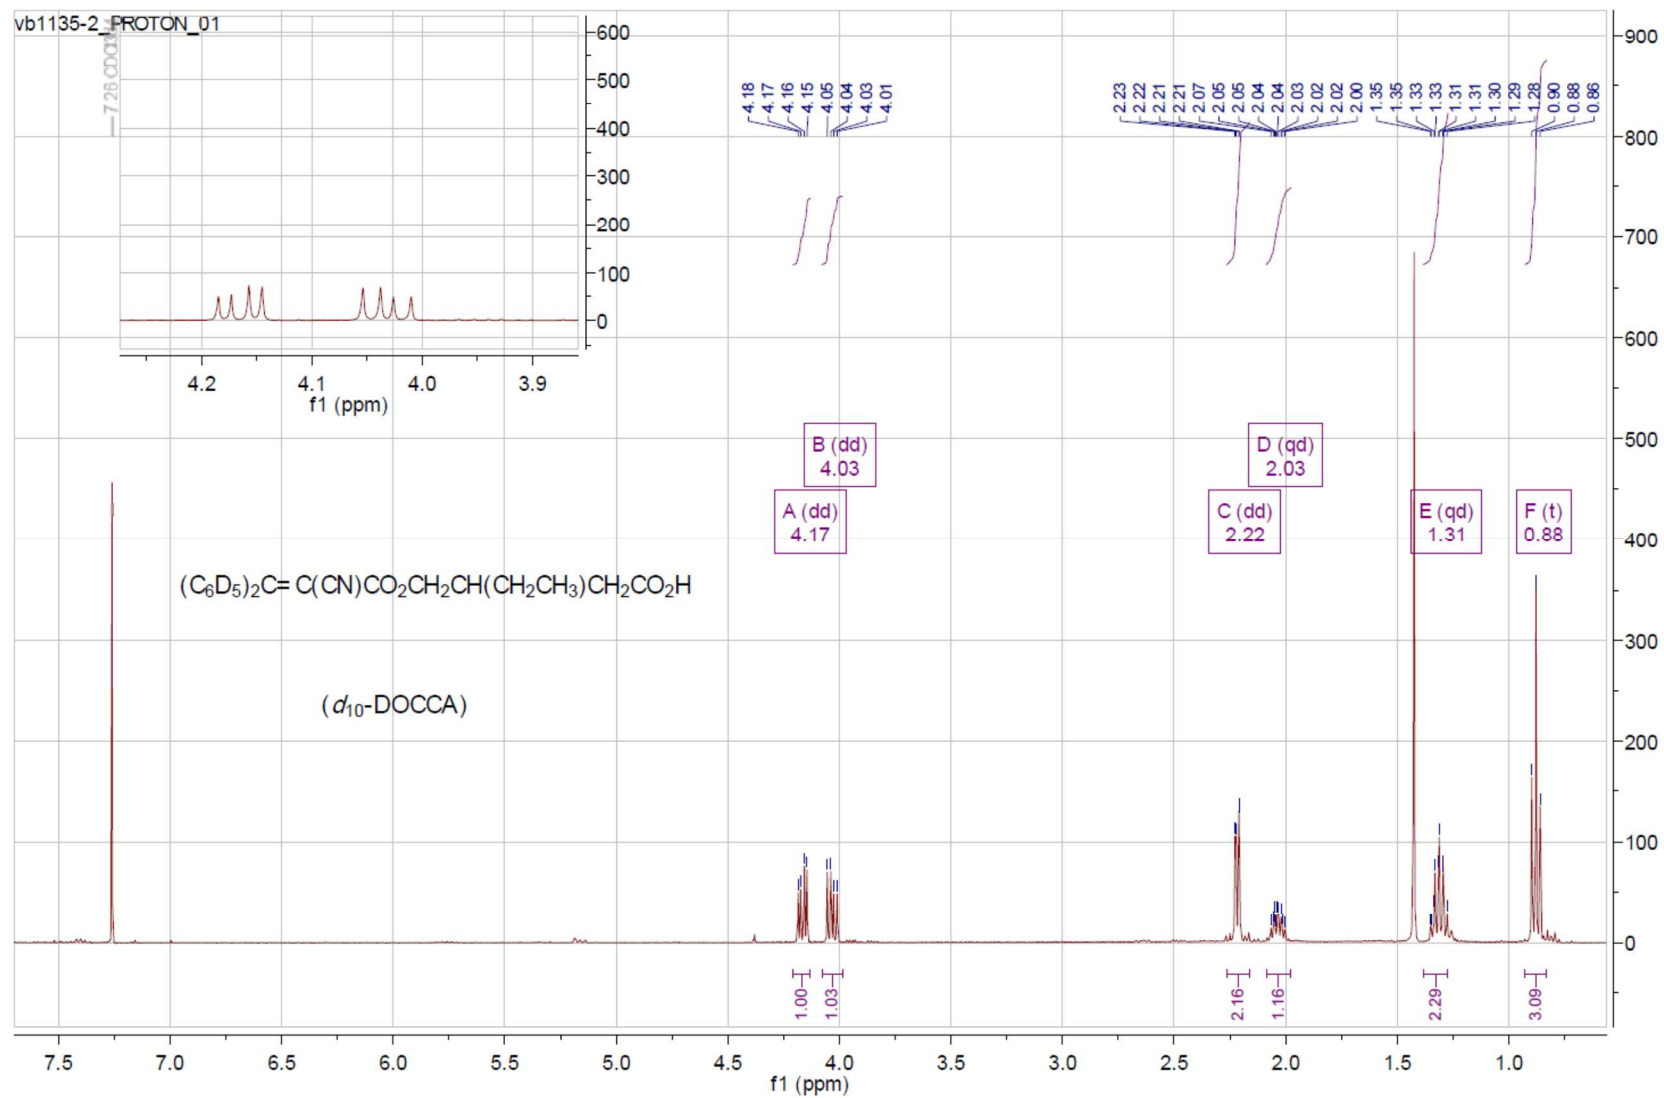 vb1135-2_PROTON_01
7.26 CDCl3
600
500
400
300
200
100
0
4.2 4.1 4.0 3.9
f1 (ppm)
4.18 4.17 4.16 4.15 4.05 4.04 4.03 4.01
2.23 2.22 2.21 2.21 2.07 2.05 2.05 2.04 2.04 2.03 2.02 2.02 2.00 1.35 1.35 1.33 1.33 1.31 1.31 1.30 1.29 1.28 0.90 0.88 0.86
900
800
700
600
500
400
300
200
100
0
B (dd)
4.03
D (qd)
2.03
A (dd)
4.17
C (dd)
2.22
E (qd)
1.31
F (t)
0.88
(C₆D₅)₂C=C(CN)CO₂CH₂CH(CH₂CH₃)CH₂CO₂H
(d₁₀-DOCCA)
1.00 1.03 2.16 1.16 2.29 3.09
7.5 7.0 6.5 6.0 5.5 5.0 4.5 4.0 3.5 3.0 2.5 2.0 1.5 1.0
f1 (ppm)